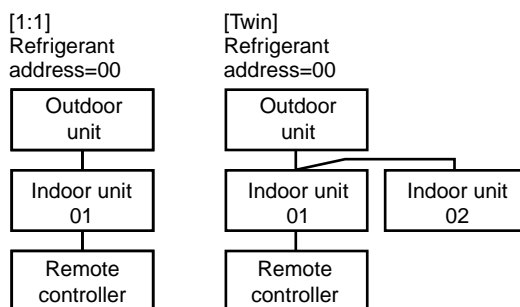 [1:1]
Refrigerant
address=00
Outdoor
unit
Indoor unit
01
Remote
controller
[Twin]
Refrigerant
address=00
Outdoor
unit
Indoor unit
01
Indoor unit
02
Remote
controller